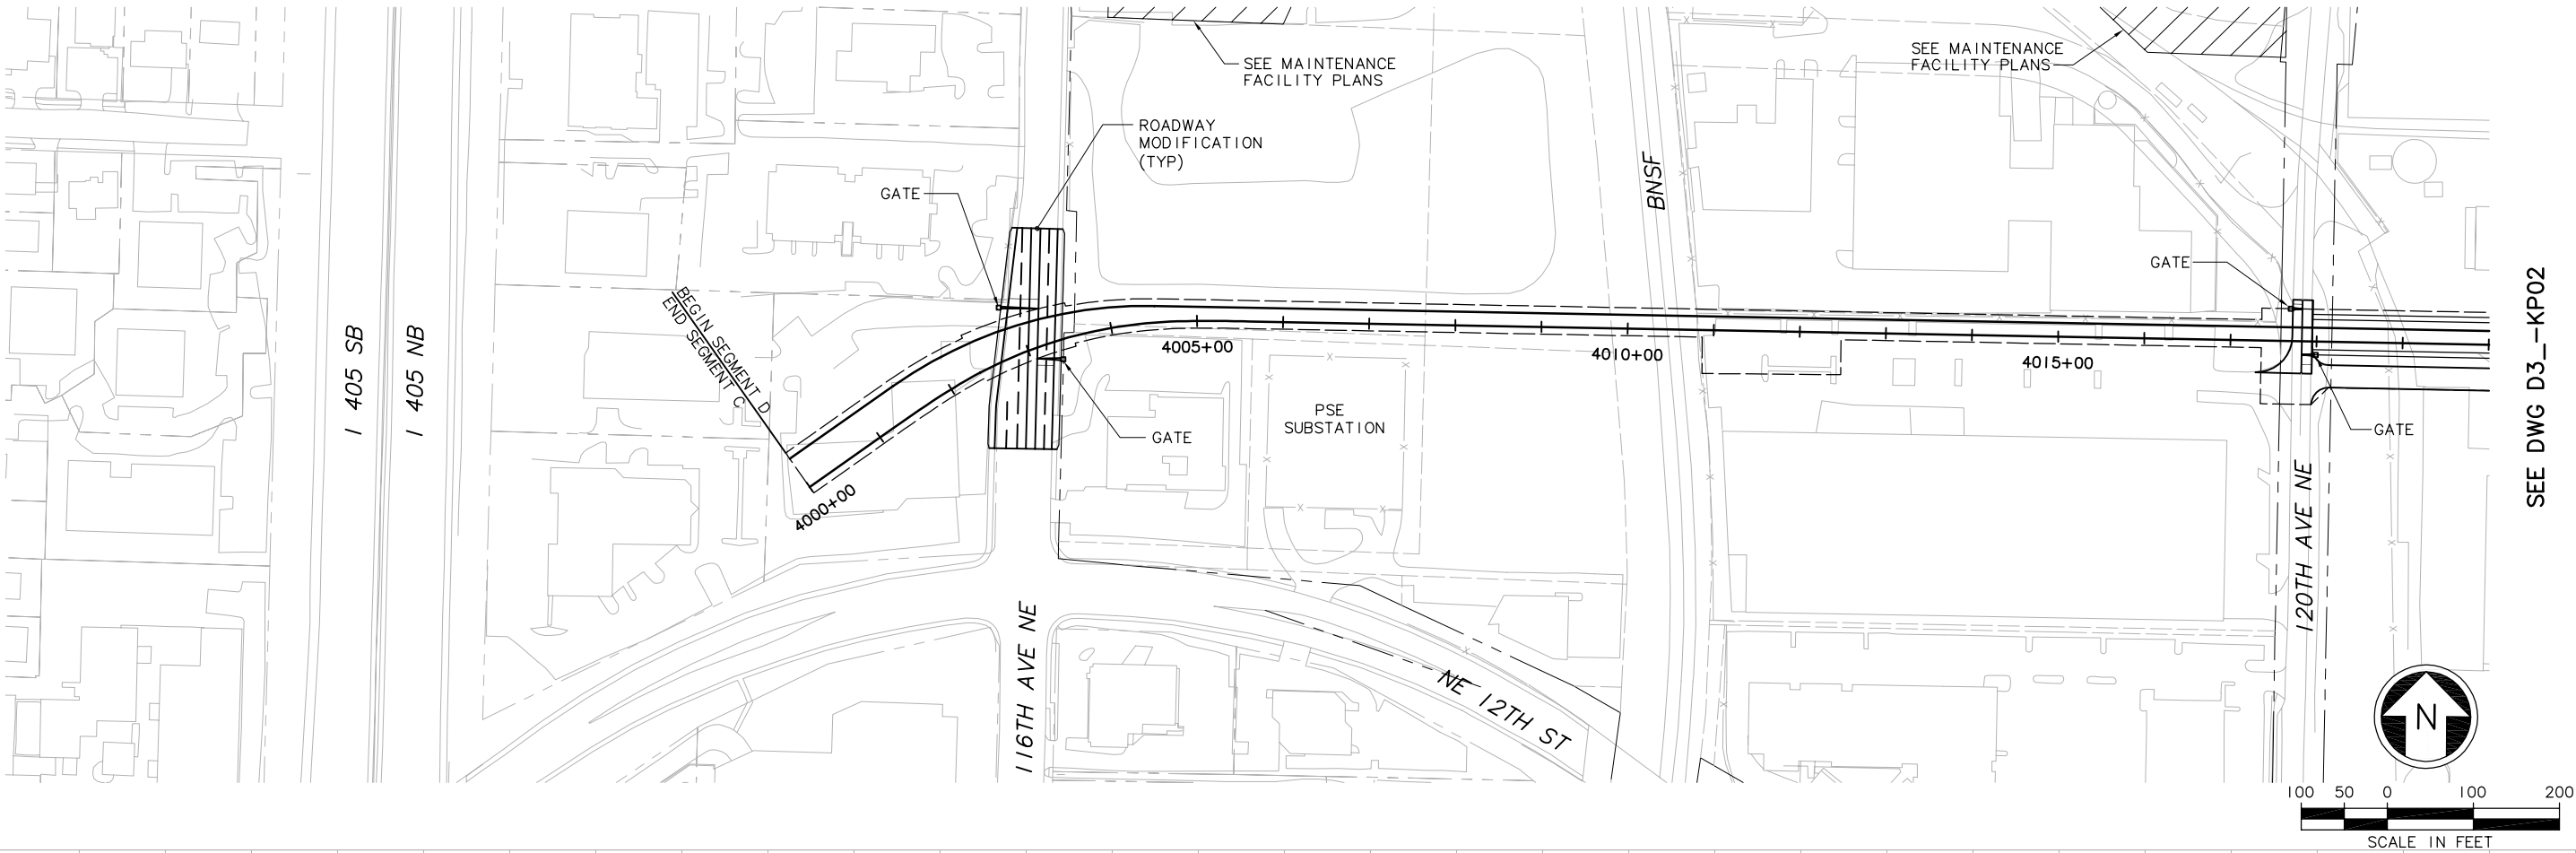 SEE MAINTENANCE
FACILITY PLANS
SEE MAINTENANCE
FACILITY PLANS
ROADWAY
MODIFICATION
(TYP)
GATE
BNSF
GATE
BEGIN SEGMENT D
END SEGMENT C
I 405 SB
I 405 NB
4005+00
4010+00
4015+00
SEE DWG D3_-KP02
PSE
SUBSTATION
GATE
GATE
4000+00
120TH AVE NE
116TH AVE NE
NE 12TH ST
N
100 50 0 100 200
SCALE IN FEET